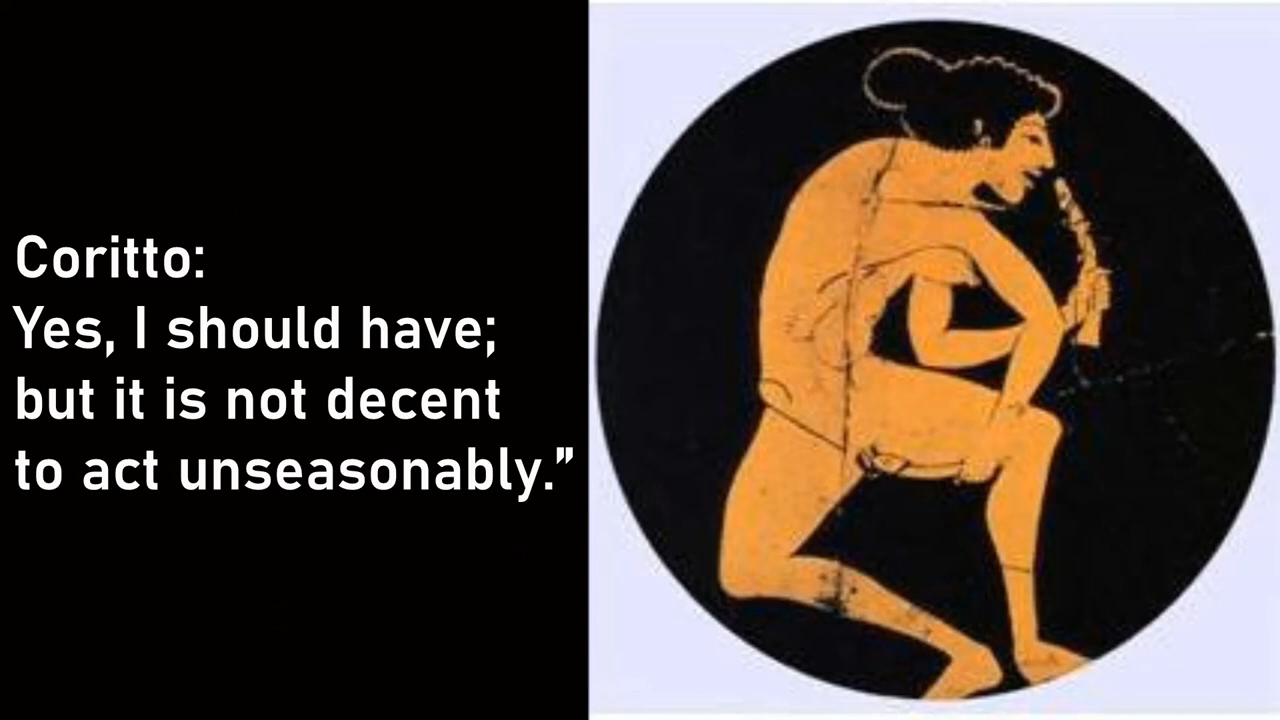 Coritto:
Yes, I should have;
but it is not decent
to act unseasonably.”